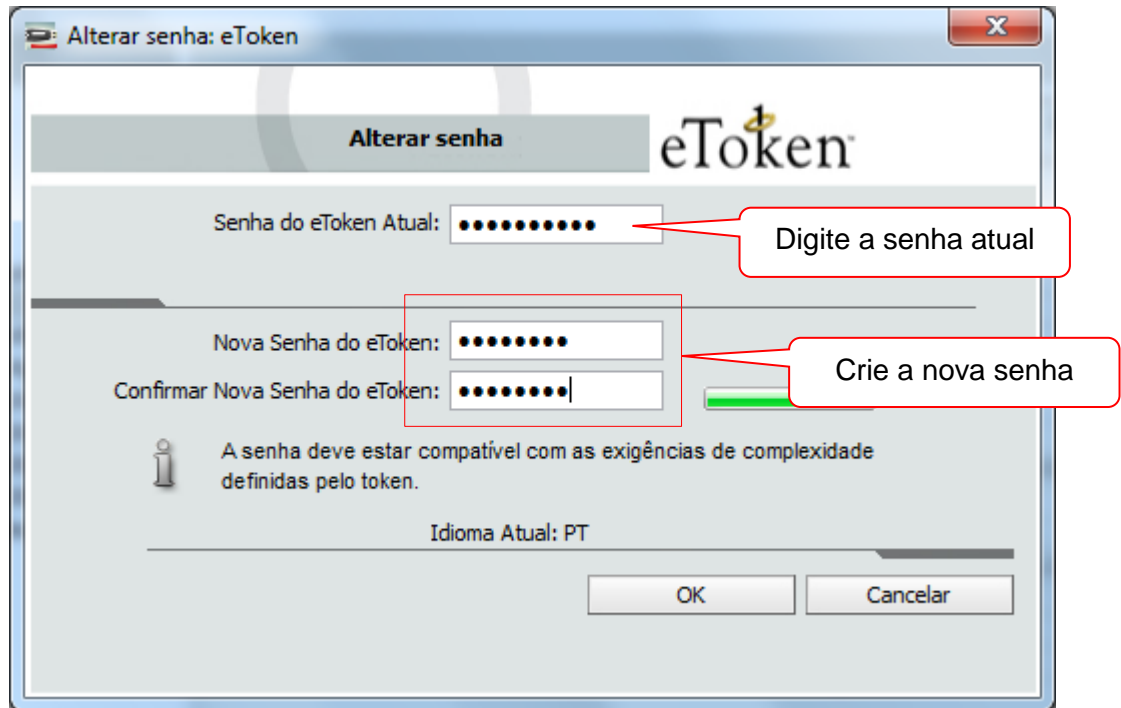 Alterar senha: eToken
Alterar senha
eToken™
Senha do eToken Atual: ●●●●●●●●●●
Digite a senha atual
Nova Senha do eToken: ●●●●●●●●
Crie a nova senha
Confirmar Nova Senha do eToken: ●●●●●●●●
A senha deve estar compatível com as exigências de complexidade
definidas pelo token.
Idioma Atual: PT
OK
Cancelar